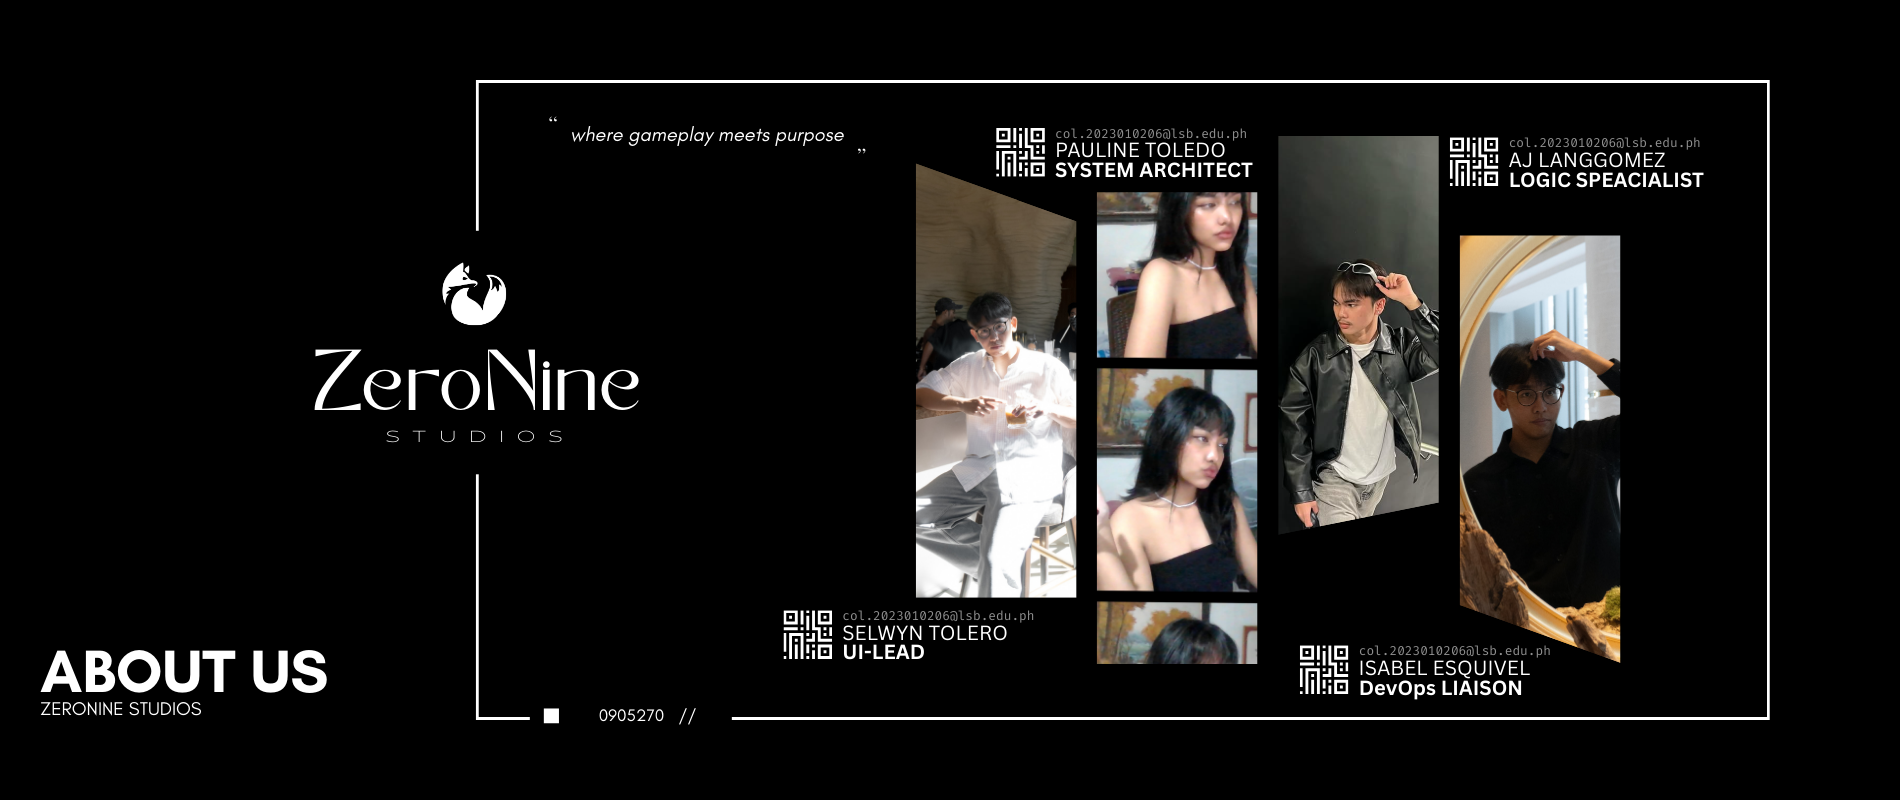 “ where gameplay meets purpose ”
col.2023010206@lsb.edu.ph
PAULINE TOLEDO
SYSTEM ARCHITECT
col.2023010206@lsb.edu.ph
AJ LANGGOMEZ
LOGIC SPEACIALIST
ZeroNine
STUDIOS
col.2023010206@lsb.edu.ph
SELWYN TOLERO
UI-LEAD
col.2023010206@lsb.edu.ph
ISABEL ESQUIVEL
DevOps LIAISON
ABOUT US
ZERONINE STUDIOS
0905270 //